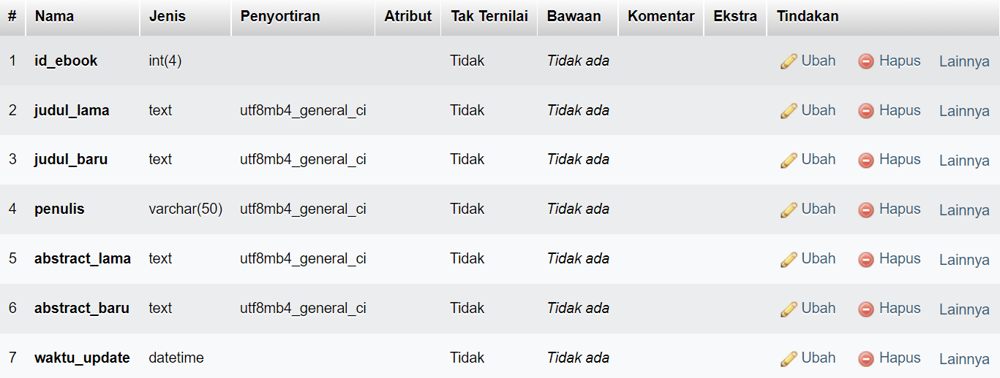 # Nama Jenis Penyortiran Atribut Tak Ternilai Bawaan Komentar Ekstra Tindakan
1 id_ebook int(4) Tidak Tidak ada Ubah Hapus Lainnya
2 judul_lama text utf8mb4_general_ci Tidak Tidak ada Ubah Hapus Lainnya
3 judul_baru text utf8mb4_general_ci Tidak Tidak ada Ubah Hapus Lainnya
4 penulis varchar(50) utf8mb4_general_ci Tidak Tidak ada Ubah Hapus Lainnya
5 abstract_lama text utf8mb4_general_ci Tidak Tidak ada Ubah Hapus Lainnya
6 abstract_baru text utf8mb4_general_ci Tidak Tidak ada Ubah Hapus Lainnya
7 waktu_update datetime Tidak Tidak ada Ubah Hapus Lainnya